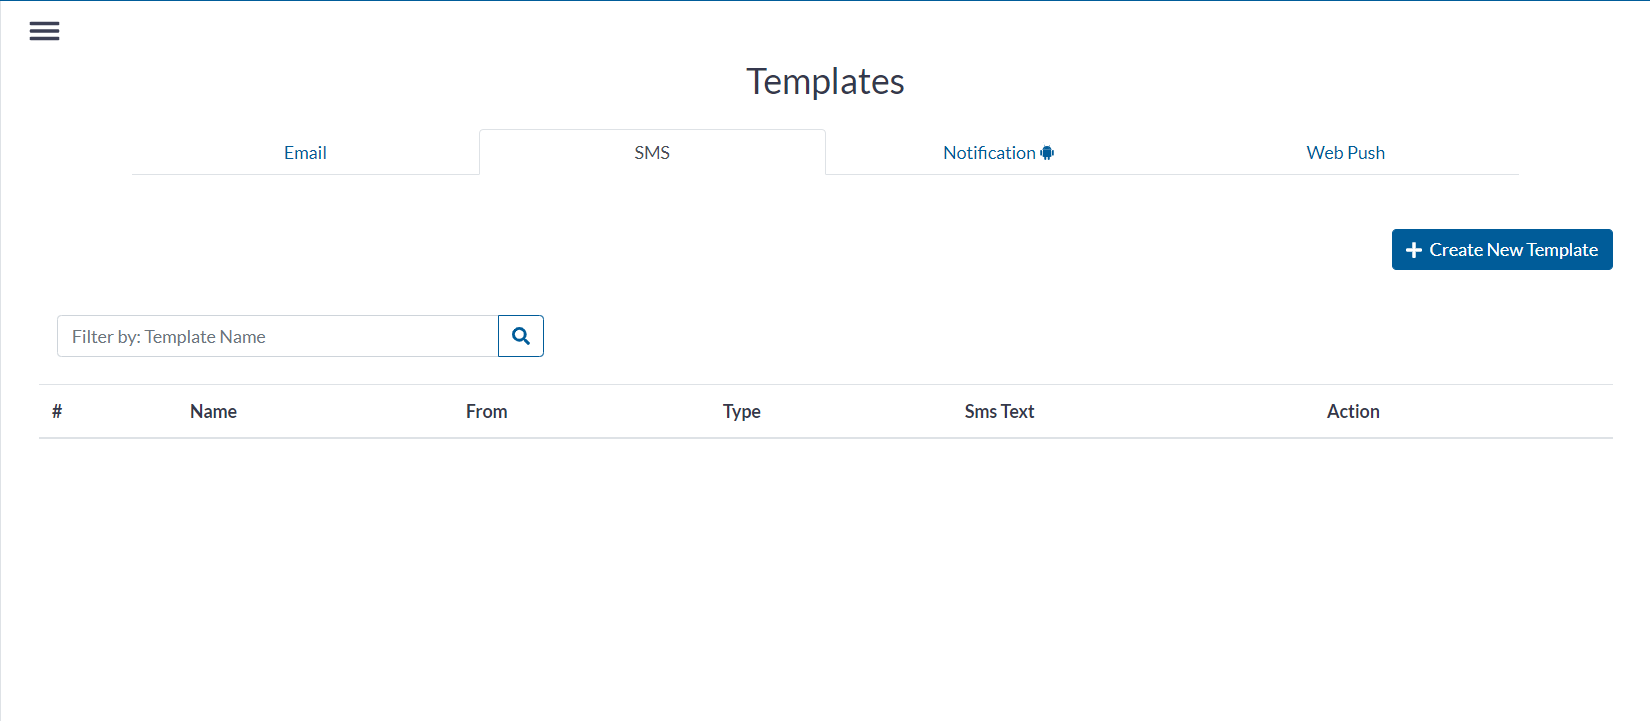 Templates
Email SMS Notification Web Push
Create New Template
Filter by: Template Name
# Name From Type Sms Text Action